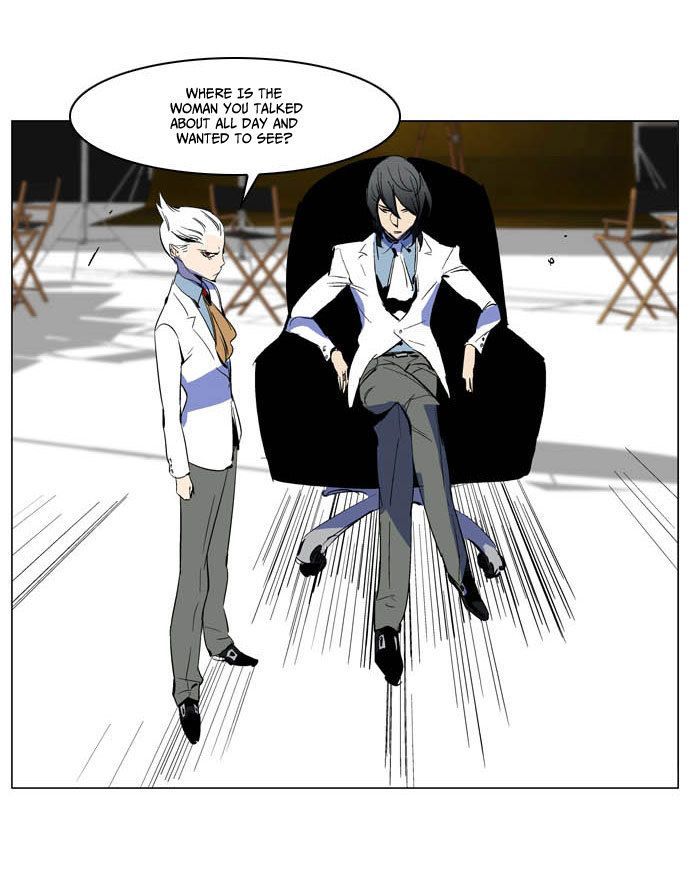 WHERE IS THE
WOMAN YOU TALKED
ABOUT ALL DAY AND
WANTED TO SEE?